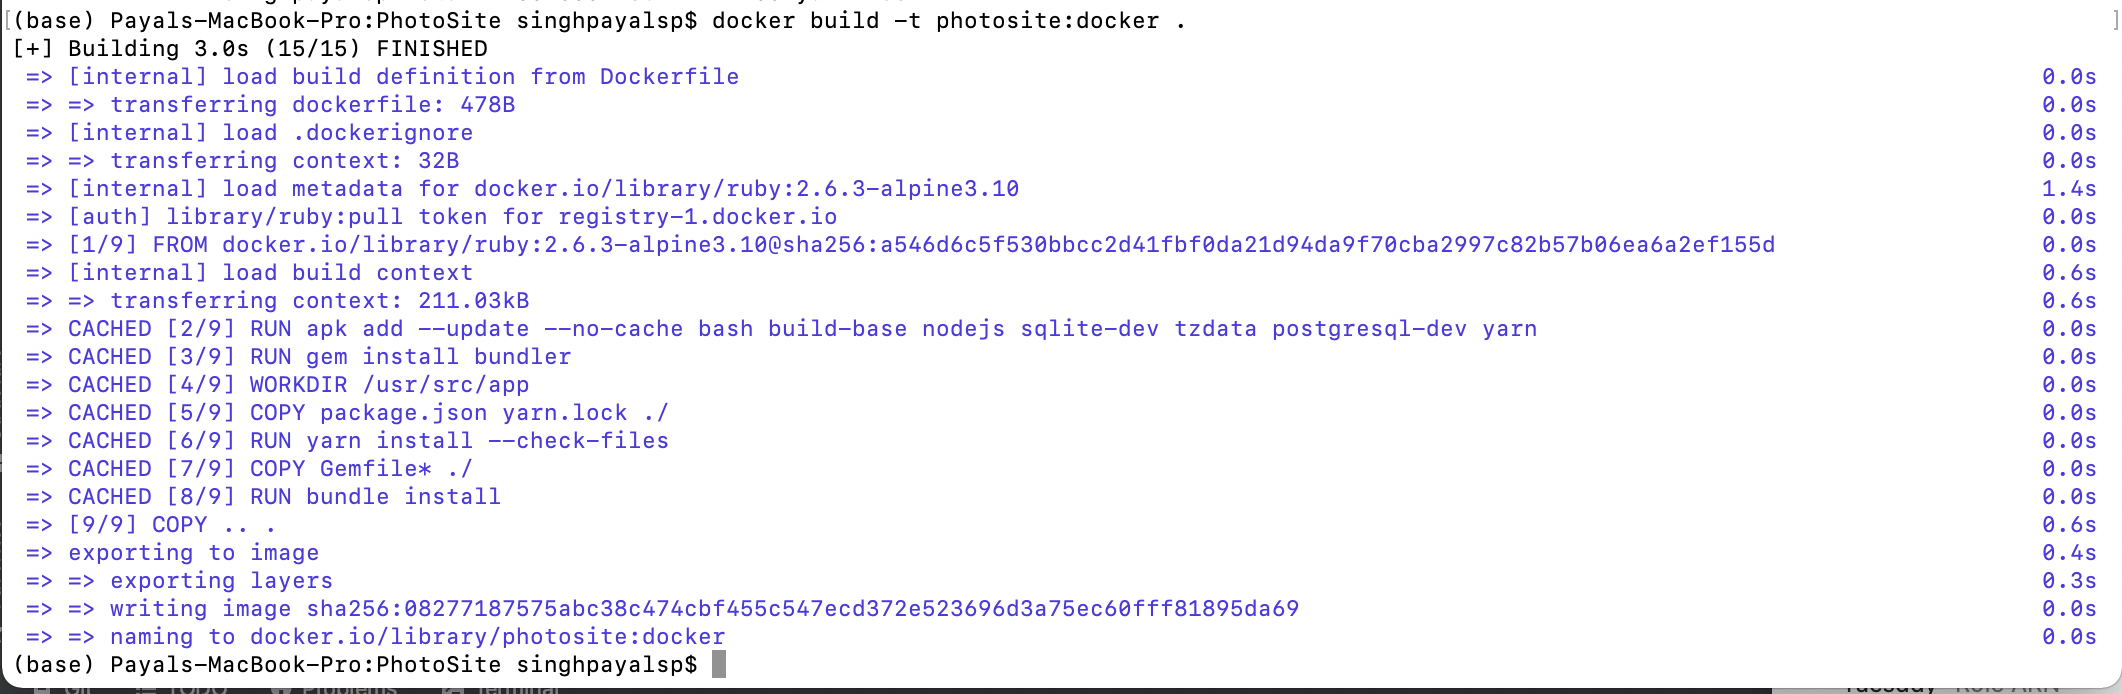 [(base) Payals-MacBook-Pro:PhotoSite singhpayalsp$ docker build -t photosite:docker . ]
[+] Building 3.0s (15/15) FINISHED
=> [internal] load build definition from Dockerfile 0.0s
=> => transferring dockerfile: 478B 0.0s
=> [internal] load .dockerignore 0.0s
=> => transferring context: 32B 0.0s
=> [internal] load metadata for docker.io/library/ruby:2.6.3-alpine3.10 1.4s
=> [auth] library/ruby:pull token for registry-1.docker.io 0.0s
=> [1/9] FROM docker.io/library/ruby:2.6.3-alpine3.10@sha256:a546d6c5f530bbcc2d41fbf0da21d94da9f70cba2997c82b57b06ea6a2ef155d 0.0s
=> [internal] load build context 0.6s
=> => transferring context: 211.03kB 0.6s
=> CACHED [2/9] RUN apk add --update --no-cache bash build-base nodejs sqlite-dev tzdata postgresql-dev yarn 0.0s
=> CACHED [3/9] RUN gem install bundler 0.0s
=> CACHED [4/9] WORKDIR /usr/src/app 0.0s
=> CACHED [5/9] COPY package.json yarn.lock ./ 0.0s
=> CACHED [6/9] RUN yarn install --check-files 0.0s
=> CACHED [7/9] COPY Gemfile* ./ 0.0s
=> CACHED [8/9] RUN bundle install 0.0s
=> [9/9] COPY .. . 0.6s
=> exporting to image 0.4s
=> => exporting layers 0.3s
=> => writing image sha256:08277187575abc38c474cbf455c547ecd372e523696d3a75ec60fff81895da69 0.0s
=> => naming to docker.io/library/photosite:docker 0.0s
(base) Payals-MacBook-Pro:PhotoSite singhpayalsp$
Git TODO Problems Terminal
Tuesday